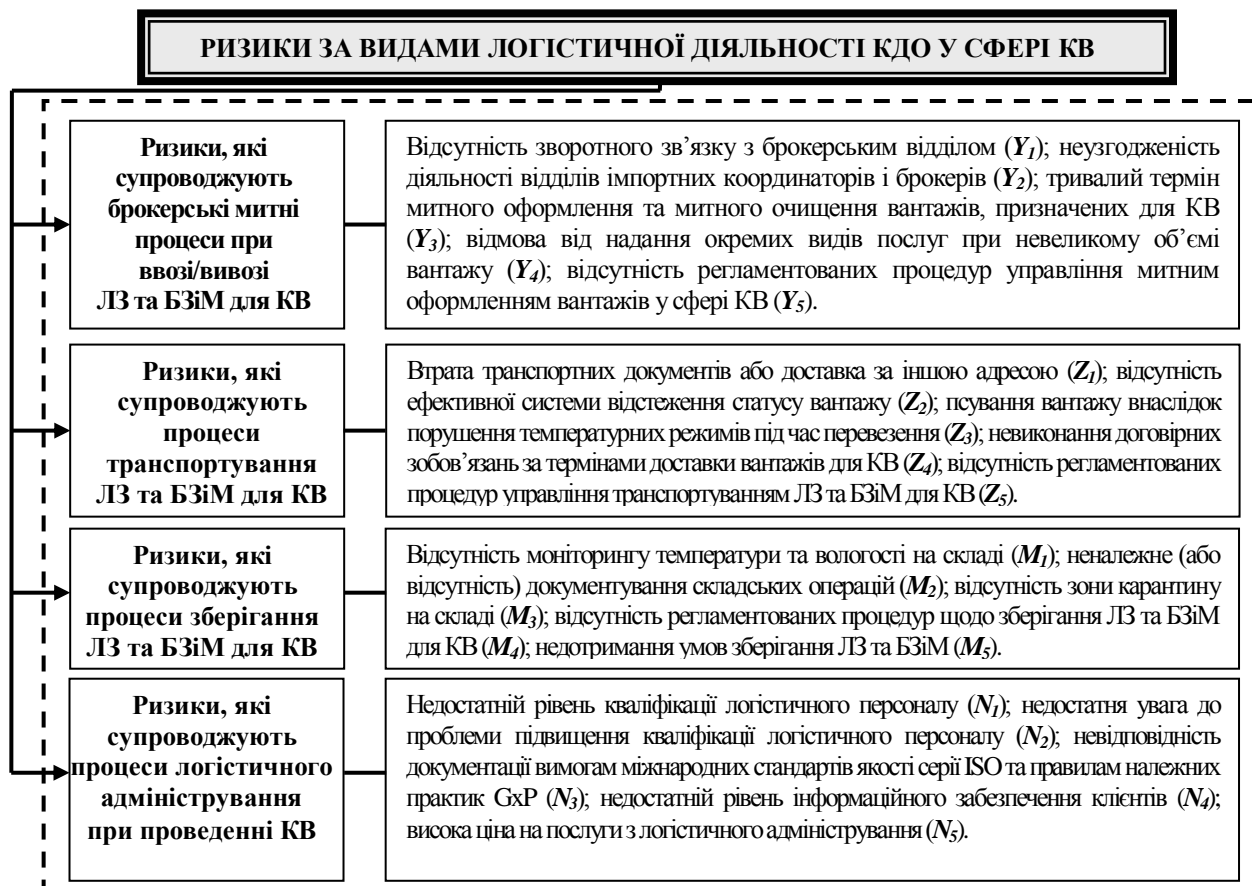 РИЗИКИ ЗА ВИДАМИ ЛОГІСТИЧНОЇ ДІЯЛЬНОСТІ КДО У СФЕРІ КВ
Ризики, які
супроводжують
брокерські митні
процеси при
ввозі/вивозі
ЛЗ та БЗіМ для КВ
Відсутність зворотного зв’язку з брокерським відділом (Y1); неузгодженість
діяльності відділів імпортних координаторів і брокерів (Y2); тривалий термін
митного оформлення та митного очищення вантажів, призначених для КВ
(Y3); відмова від надання окремих видів послуг при невеликому об’ємі
вантажу (Y4); відсутність регламентованих процедур управління митним
оформленням вантажів у сфері КВ (Y5).
Ризики, які
супроводжують
процеси
транспортування
ЛЗ та БЗіМ для КВ
Втрата транспортних документів або доставка за іншою адресою (Z1); відсутність
ефективної системи відстеження статусу вантажу (Z2); псування вантажу внаслідок
порушення температурних режимів під час перевезення (Z3); невиконання договірних
зобов’язань за термінами доставки вантажів для КВ (Z4); відсутність регламентованих
процедур управління транспортуванням ЛЗ та БЗіМ для КВ (Z5).
Ризики, які
супроводжують
процеси зберігання
ЛЗ та БЗіМ для КВ
Відсутність моніторингу температури та вологості на складі (M1); неналежне (або
відсутність) документування складських операцій (M2); відсутність зони карантину
на складі (M3); відсутність регламентованих процедур щодо зберігання ЛЗ та БЗіМ
для КВ (M4); недотримання умов зберігання ЛЗ та БЗіМ (M5).
Ризики, які
супроводжують
процеси логістичного
адміністрування
при проведенні КВ
Недостатній рівень кваліфікації логістичного персоналу (N1); недостатня увага до
проблеми підвищення кваліфікації логістичного персоналу (N2); невідповідність
документації вимогам міжнародних стандартів якості серії ISO та правилам належних
практик GxP (N3); недостатній рівень інформаційного забезпечення клієнтів (N4);
висока ціна на послуги з логістичного адміністрування (N5).